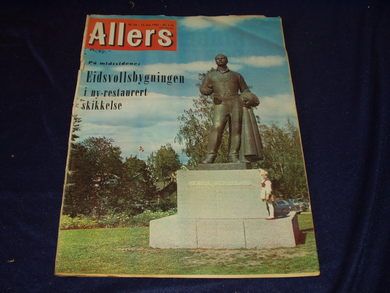 Allers
På midtsidene:
Eidsvollsbygningen
i ny-restaurert
skikkelse